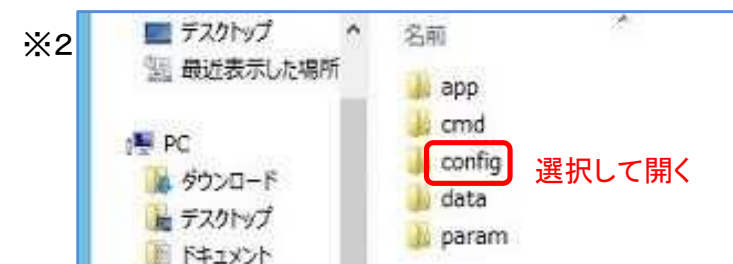 ※2
デスクトップ
最近表示した場所
PC
ダウンロード
デスクトップ
ドキュメント
名前
app
cmd
config
選択して開く
data
param